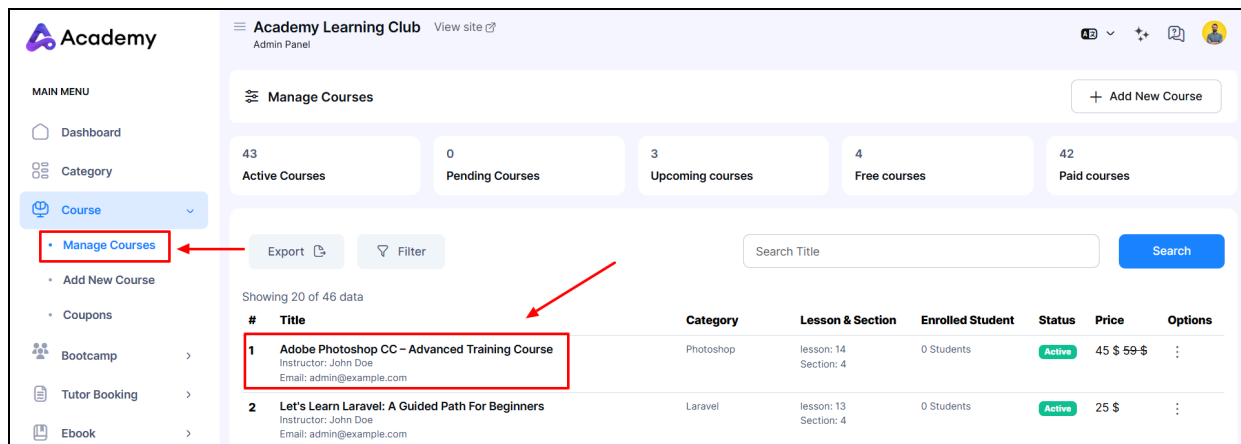 Academy
Academy Learning Club View site
Admin Panel
MAIN MENU
Dashboard
Category
Course
Manage Courses
Add New Course
Coupons
Bootcamp
Tutor Booking
Ebook
Manage Courses
+ Add New Course
43
Active Courses
0
Pending Courses
3
Upcoming courses
4
Free courses
42
Paid courses
Export
Filter
Search Title
Search
Showing 20 of 46 data
# Title Category Lesson & Section Enrolled Student Status Price Options
1 Adobe Photoshop CC – Advanced Training Course Photoshop lesson: 14 0 Students Active 45 $ 59 $
Instructor: John Doe Section: 4
Email: admin@example.com
2 Let's Learn Laravel: A Guided Path For Beginners Laravel lesson: 13 0 Students Active 25 $
Instructor: John Doe Section: 4
Email: admin@example.com